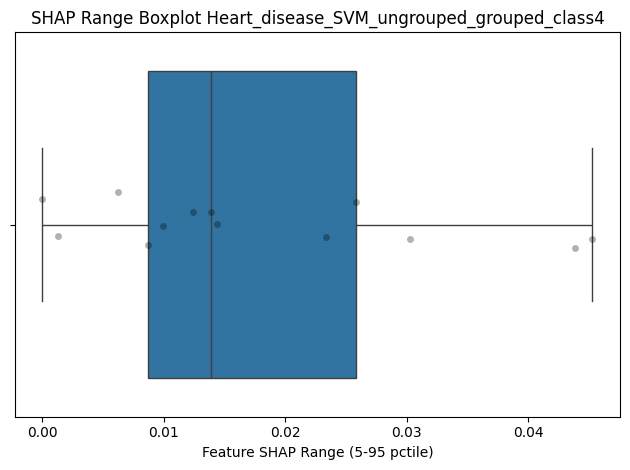 SHAP Range Boxplot Heart_disease_SVM_ungrouped_grouped_class4
0.00 0.01 0.02 0.03 0.04
Feature SHAP Range (5-95 pctile)